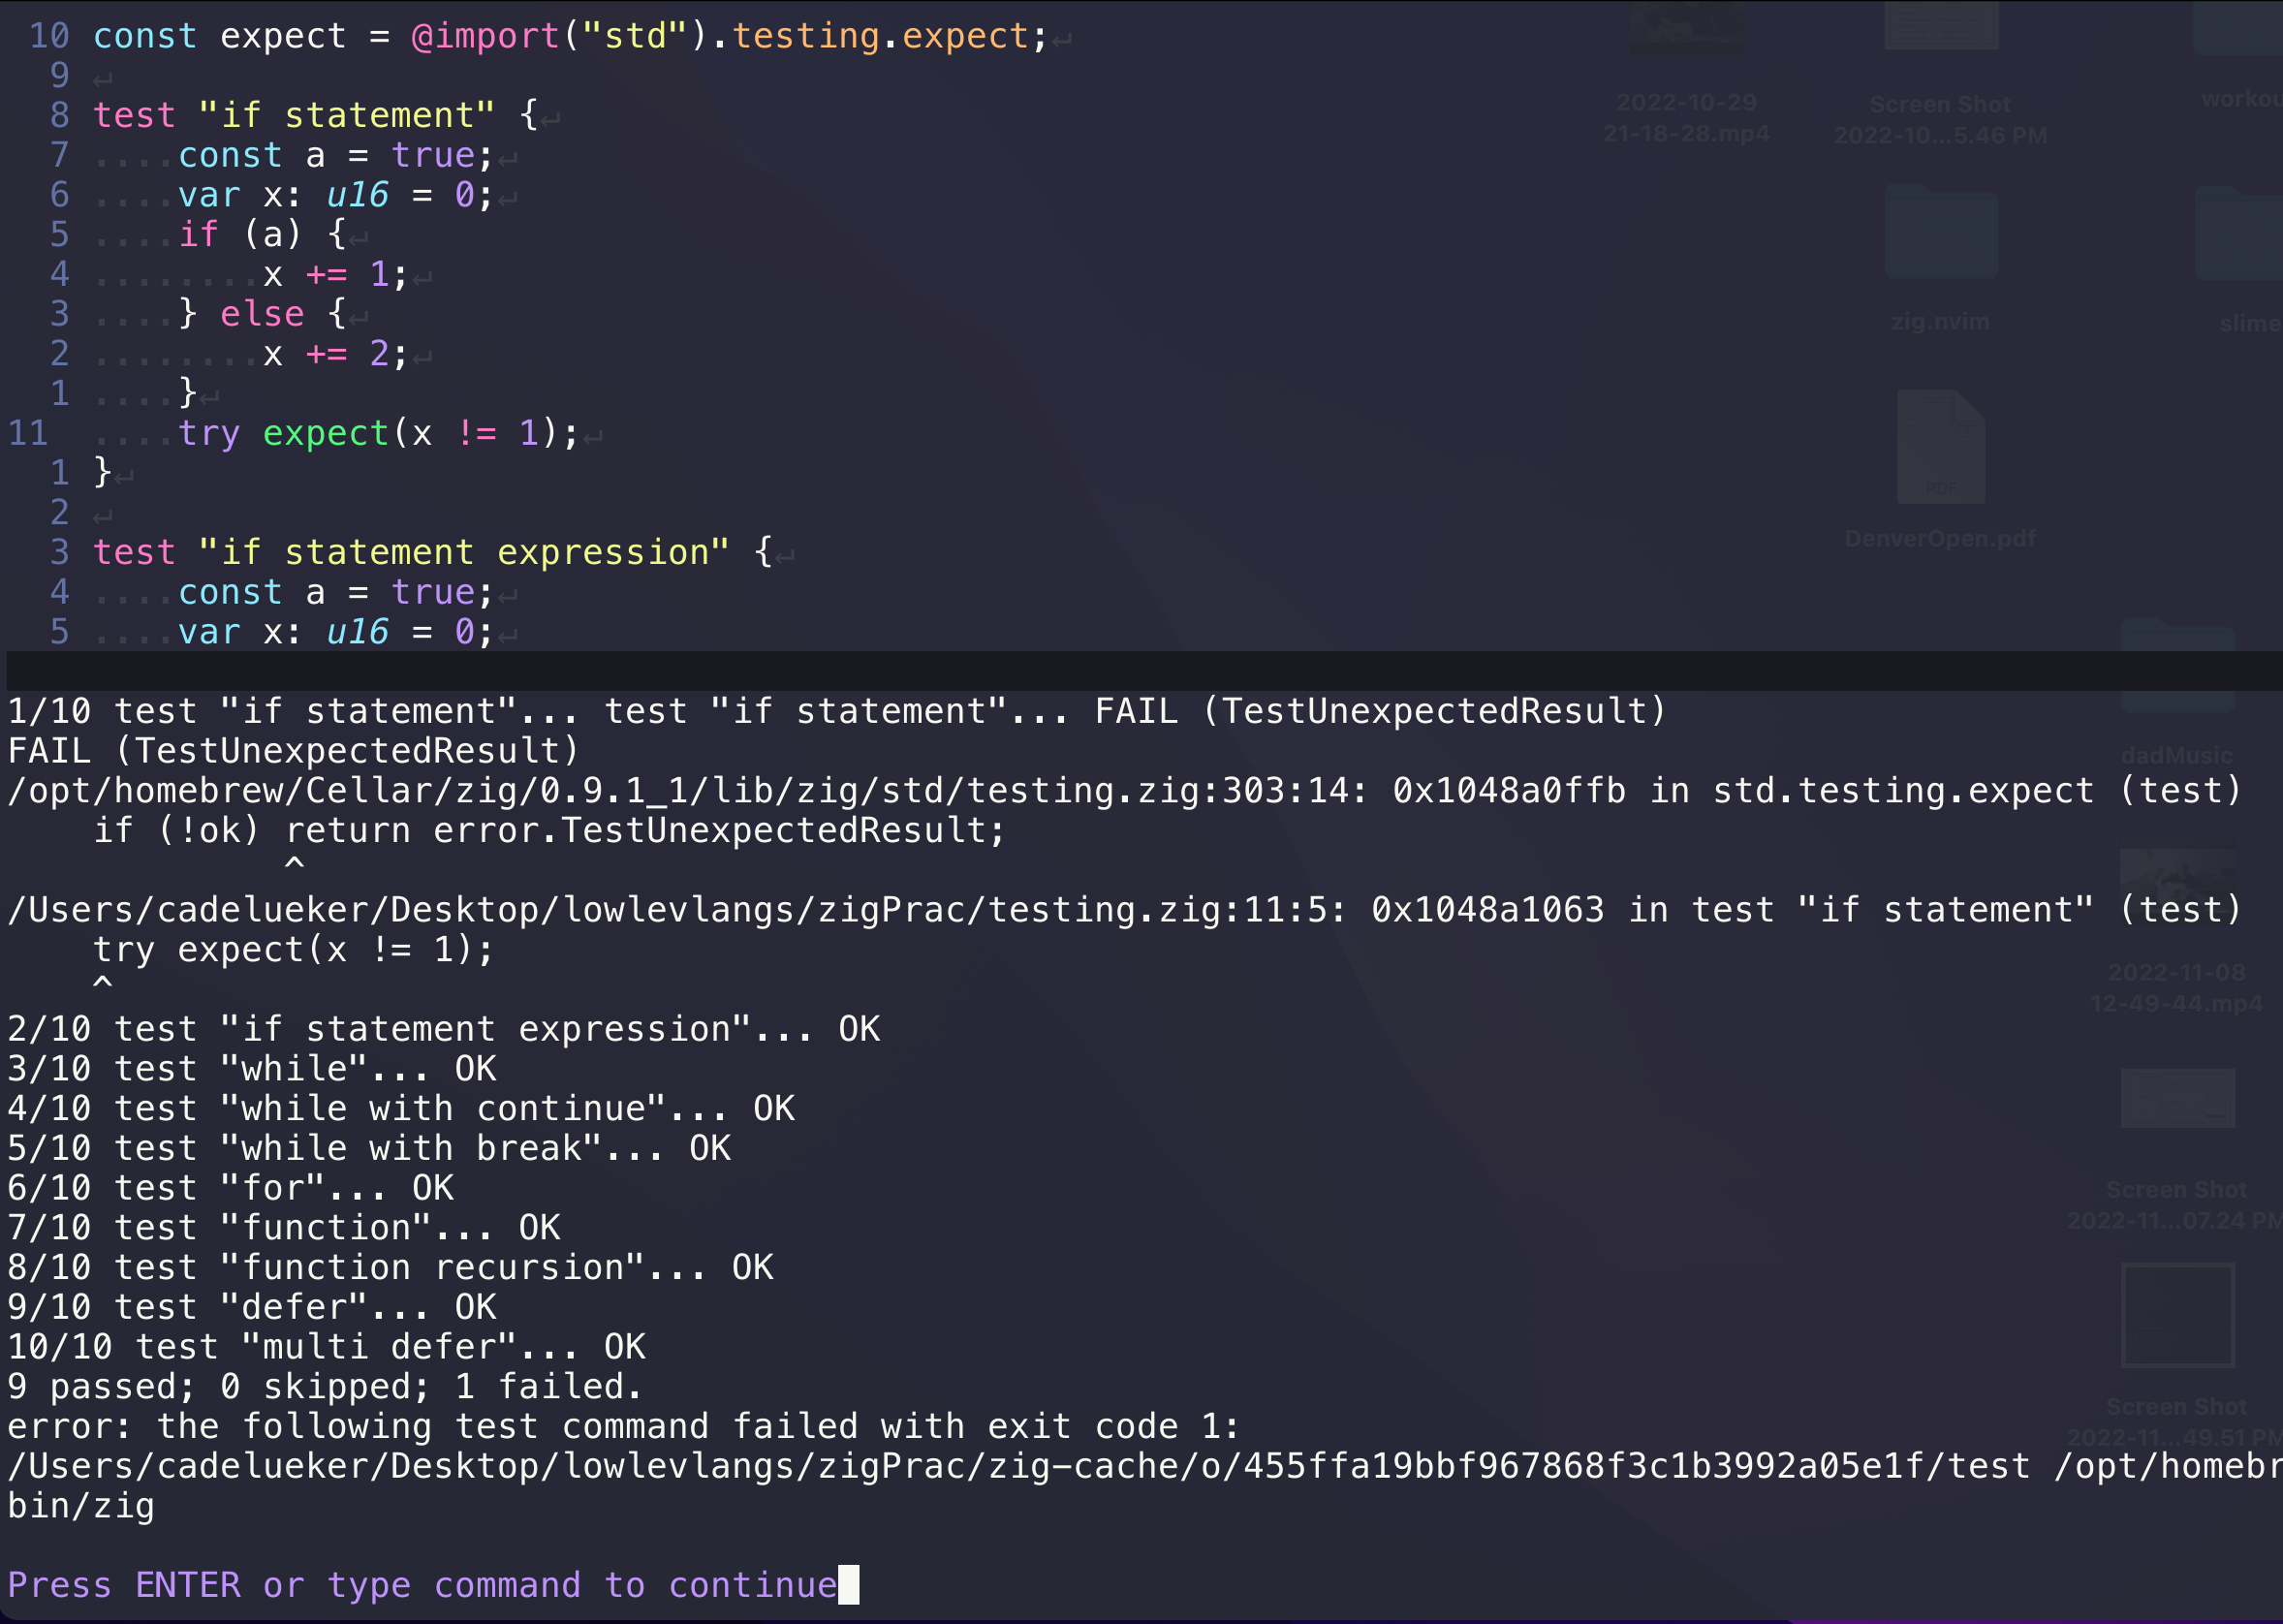 10 const expect = @import("std").testing.expect;↵
9 ↵
8 test "if statement" {↵
7 ....const a = true;↵
6 ....var x: u16 = 0;↵
5 ....if (a) {↵
4 ........x += 1;↵
3 ....} else {↵
2 ........x += 2;↵
1 ....}↵
11 ....try expect(x != 1);↵
1 }↵
2 ↵
3 test "if statement expression" {↵
4 ....const a = true;↵
5 ....var x: u16 = 0;↵
1/10 test "if statement"... test "if statement"... FAIL (TestUnexpectedResult)
FAIL (TestUnexpectedResult)
/opt/homebrew/Cellar/zig/0.9.1_1/lib/zig/std/testing.zig:303:14: 0x1048a0ffb in std.testing.expect (test)
    if (!ok) return error.TestUnexpectedResult;
             ^
/Users/cadelueker/Desktop/lowlevlangs/zigPrac/testing.zig:11:5: 0x1048a1063 in test "if statement" (test)
    try expect(x != 1);
    ^
2/10 test "if statement expression"... OK
3/10 test "while"... OK
4/10 test "while with continue"... OK
5/10 test "while with break"... OK
6/10 test "for"... OK
7/10 test "function"... OK
8/10 test "function recursion"... OK
9/10 test "defer"... OK
10/10 test "multi defer"... OK
9 passed; 0 skipped; 1 failed.
error: the following test command failed with exit code 1:
/Users/cadelueker/Desktop/lowlevlangs/zigPrac/zig-cache/o/455ffa19bbf967868f3c1b3992a05e1f/test /opt/homebr
bin/zig
Press ENTER or type command to continue
2022-10-29
21-18-28.mp4
Screen Shot
2022-10...5.46 PM
workou
zig.nvim
slime
PDF
DenverOpen.pdf
dadMusic
2022-11-08
12-49-44.mp4
Screen Shot
2022-11...07.24 PM
Screen Shot
2022-11...49.51 PM